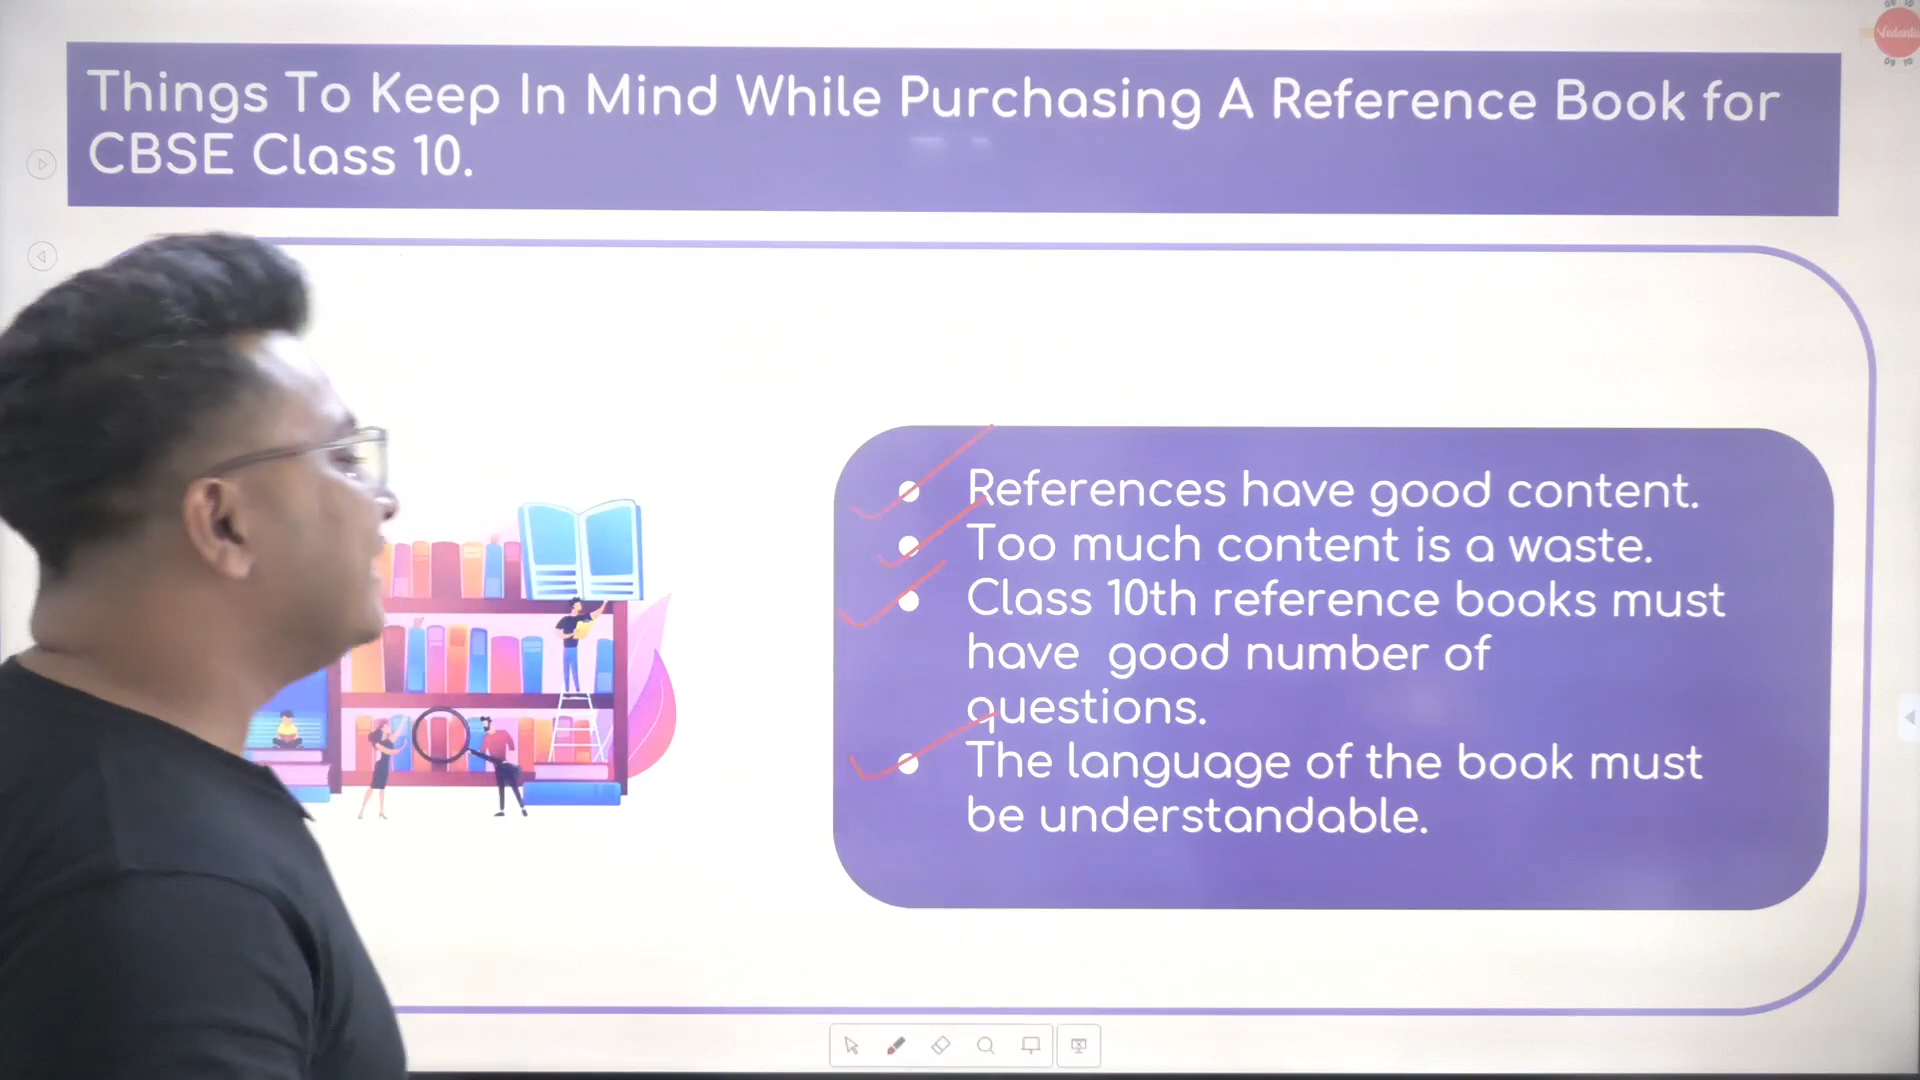 Things To Keep In Mind While Purchasing A Reference Book for
CBSE Class 10.
Vedantu
• References have good content.
• Too much content is a waste.
• Class 10th reference books must
have good number of
questions.
• The language of the book must
be understandable.